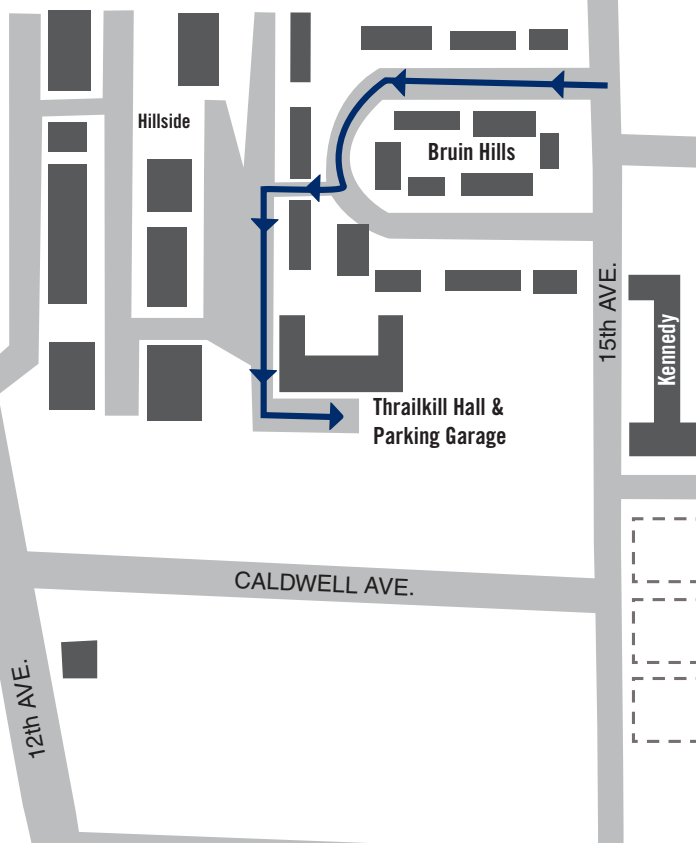 Hillside
Bruin Hills
15th AVE.
Kennedy
Thrailkill Hall &
Parking Garage
CALDWELL AVE.
12th AVE.